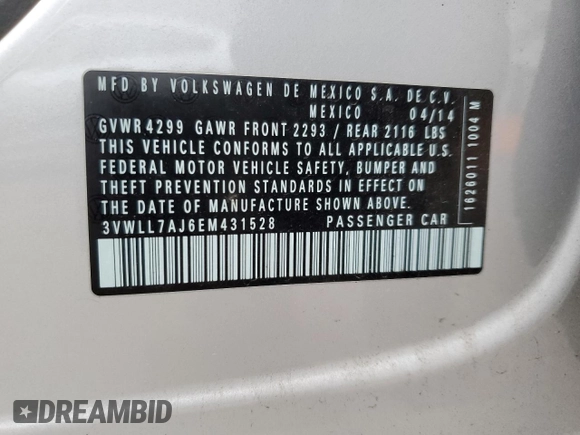 MFD BY VOLKSWAGEN DE MEXICO S.A. DE C.V.
MEXICO 04/14
GVWR 4299 GAWR FRONT 2293 / REAR 2116 LBS
THIS VEHICLE CONFORMS TO ALL APPLICABLE U.S.
FEDERAL MOTOR VEHICLE SAFETY, BUMPER AND
THEFT PREVENTION STANDARDS IN EFFECT ON
THE DATE OF MANUFACTURE SHOWN ABOVE.
3VWLL7AJ6EM431528 PASSENGER CAR
1626011 1004 M
DREAMBID